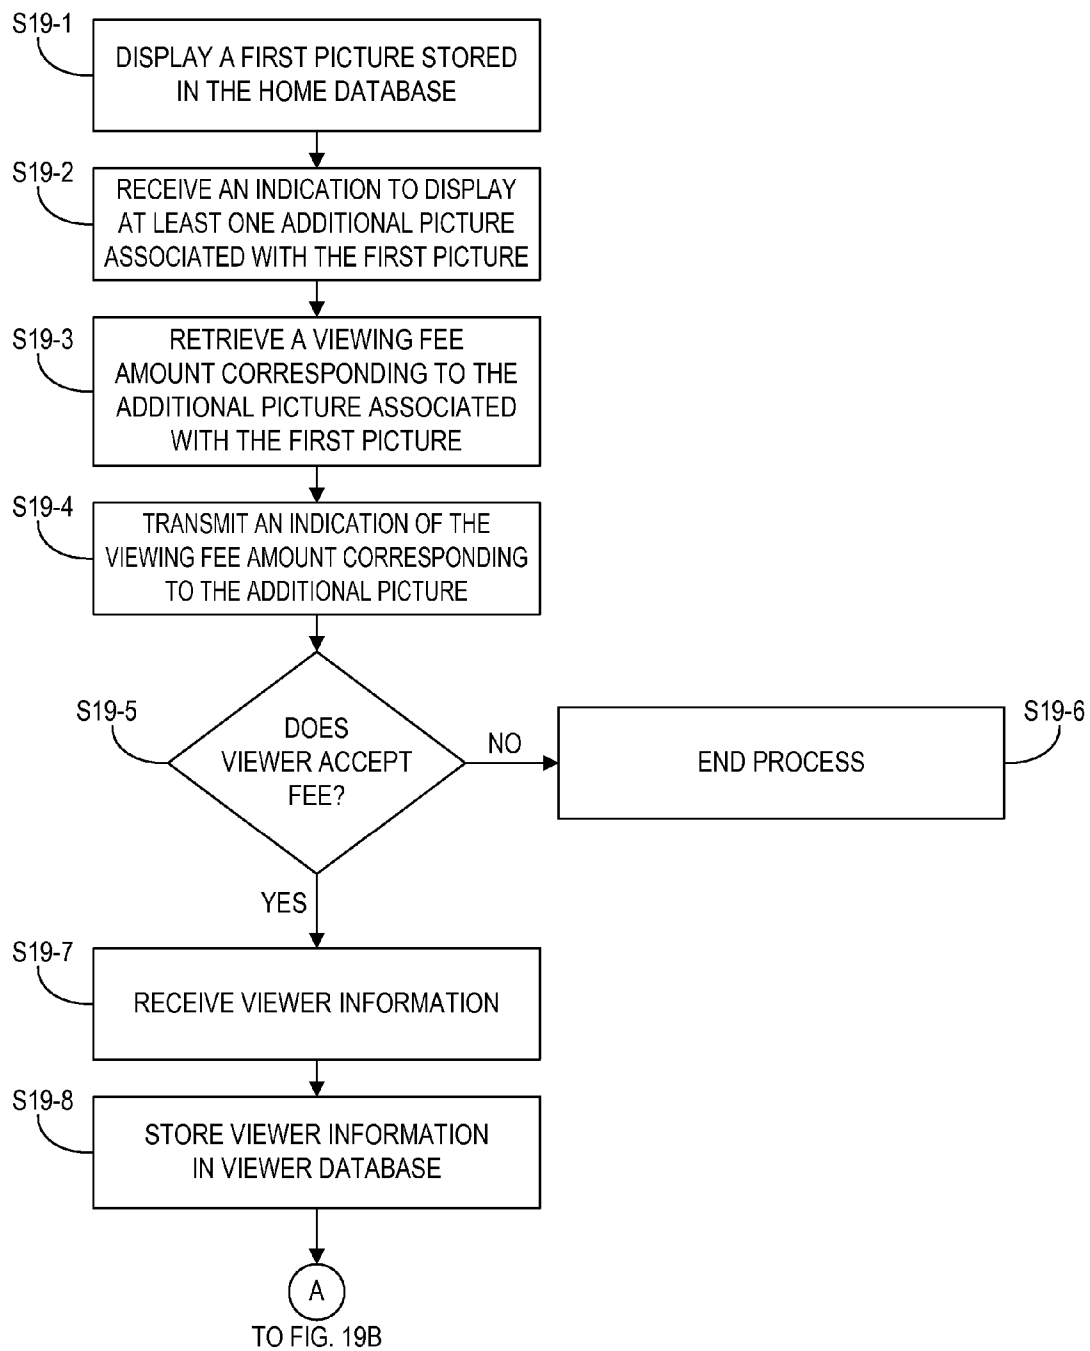 S19-1
DISPLAY A FIRST PICTURE STORED
IN THE HOME DATABASE
S19-2
RECEIVE AN INDICATION TO DISPLAY
AT LEAST ONE ADDITIONAL PICTURE
ASSOCIATED WITH THE FIRST PICTURE
S19-3
RETRIEVE A VIEWING FEE
AMOUNT CORRESPONDING TO THE
ADDITIONAL PICTURE ASSOCIATED
WITH THE FIRST PICTURE
S19-4
TRANSMIT AN INDICATION OF THE
VIEWING FEE AMOUNT CORRESPONDING
TO THE ADDITIONAL PICTURE
S19-5
DOES
VIEWER ACCEPT
FEE?
NO
S19-6
END PROCESS
YES
S19-7
RECEIVE VIEWER INFORMATION
S19-8
STORE VIEWER INFORMATION
IN VIEWER DATABASE
A
TO FIG. 19B